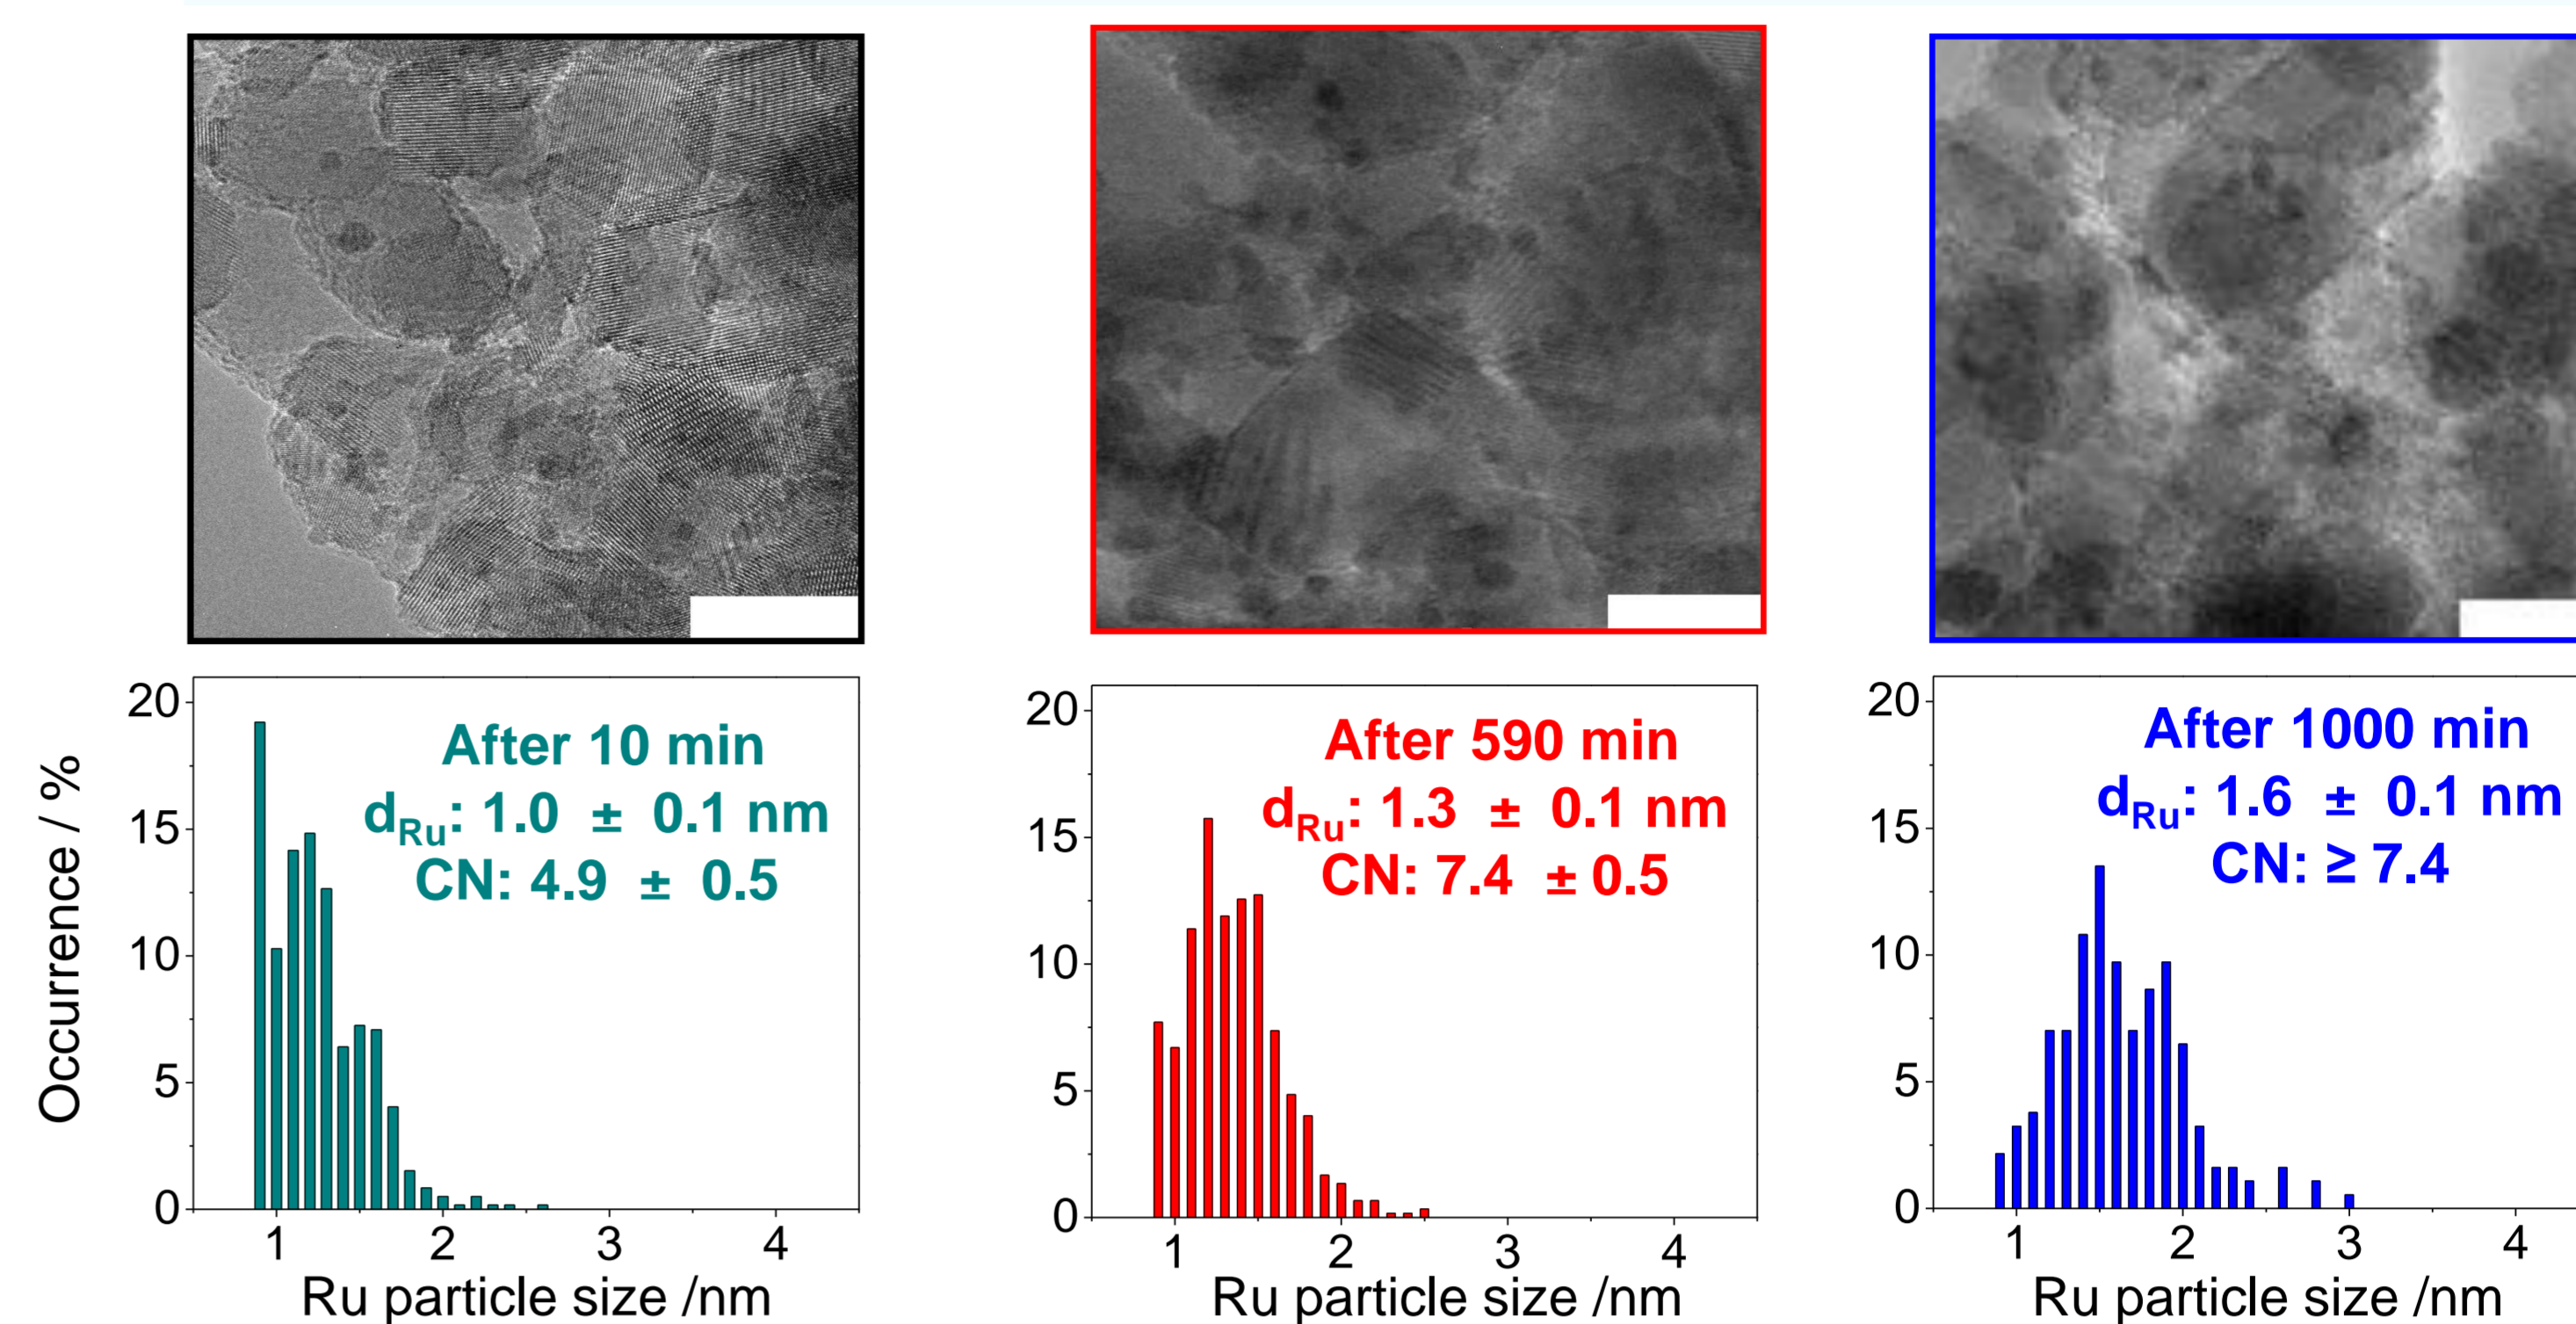 After 10 min
d_Ru: 1.0 ± 0.1 nm
CN: 4.9 ± 0.5
Occurrence / %
20
15
10
5
0
1 2 3 4
Ru particle size /nm
After 590 min
d_Ru: 1.3 ± 0.1 nm
CN: 7.4 ± 0.5
20
15
10
5
0
1 2 3 4
Ru particle size /nm
After 1000 min
d_Ru: 1.6 ± 0.1 nm
CN: ≥ 7.4
20
15
10
5
0
1 2 3 4
Ru particle size /nm